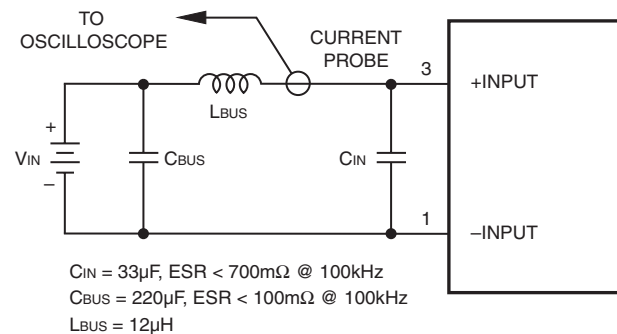 TO
OSCILLOSCOPE
CURRENT
PROBE
LBUS
+
VIN
–
CBUS
CIN
3
+INPUT
1
–INPUT
CIN = 33µF, ESR < 700mΩ @ 100kHz
CBUS = 220µF, ESR < 100mΩ @ 100kHz
LBUS = 12µH